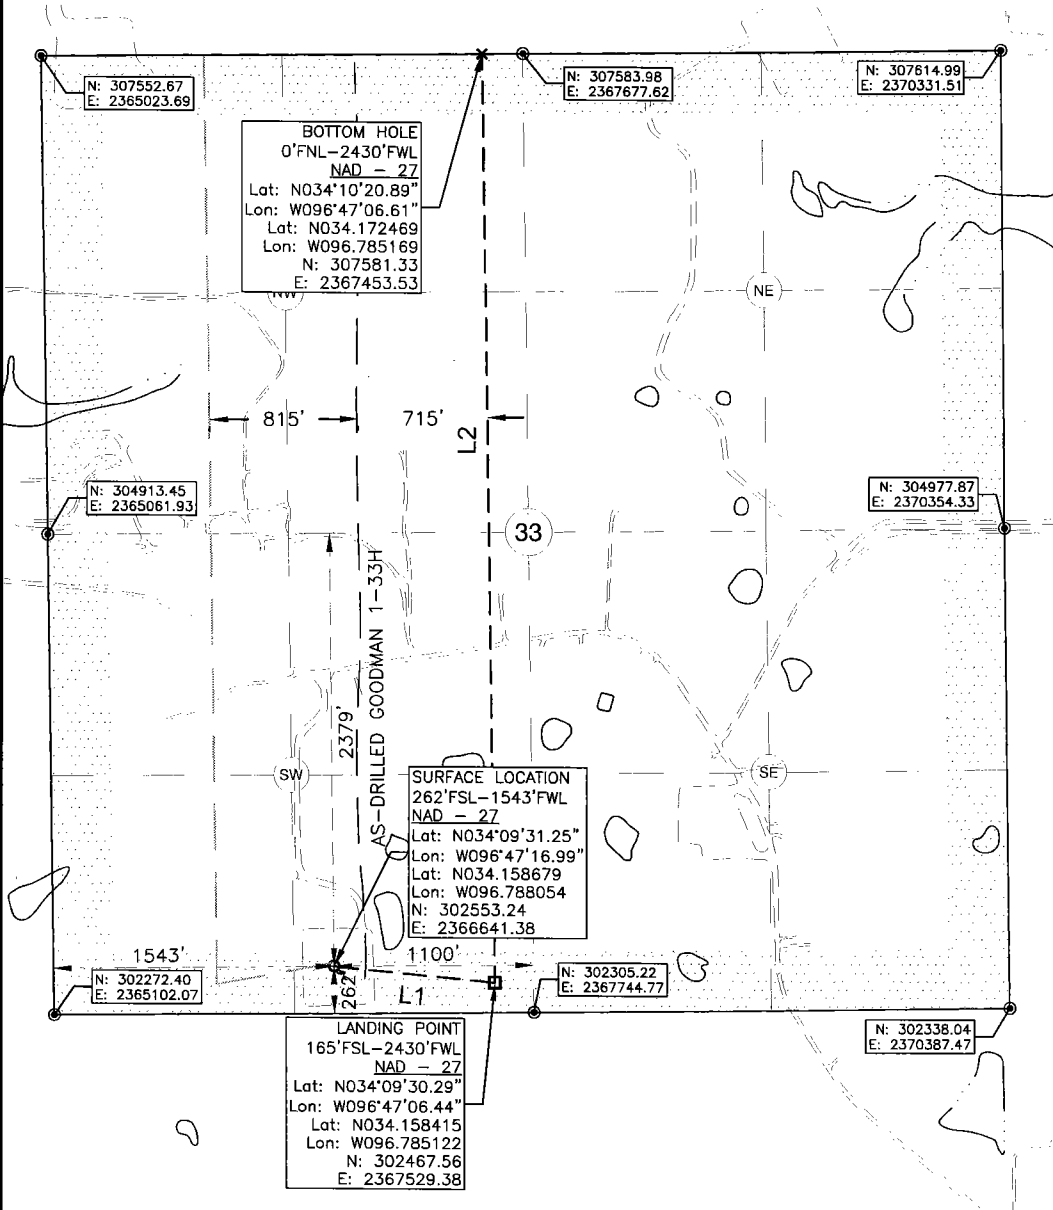 N: 307552.67
E: 2365023.69
N: 307583.98
E: 2367677.62
N: 307614.99
E: 2370331.51
BOTTOM HOLE
0'FNL-2430'FWL
NAD - 27
Lat: N034°10'20.89"
Lon: W096°47'06.61"
Lat: N034.172469
Lon: W096.785169
N: 307581.33
E: 2367453.53
NW
NE
815'
715'
L2
N: 304913.45
E: 2365061.93
N: 304977.87
E: 2370354.33
33
AS-DRILLED GOODMAN 1-33H
2379'
SW
SE
SURFACE LOCATION
262'FSL-1543'FWL
NAD - 27
Lat: N034°09'31.25"
Lon: W096°47'16.99"
Lat: N034.158679
Lon: W096.788054
N: 302553.24
E: 2366641.38
1543'
1100'
N: 302272.40
E: 2365102.07
262'
L1
N: 302305.22
E: 2367744.77
N: 302338.04
E: 2370387.47
LANDING POINT
165'FSL-2430'FWL
NAD - 27
Lat: N034°09'30.29"
Lon: W096°47'06.44"
Lat: N034.158415
Lon: W096.785122
N: 302467.56
E: 2367529.38